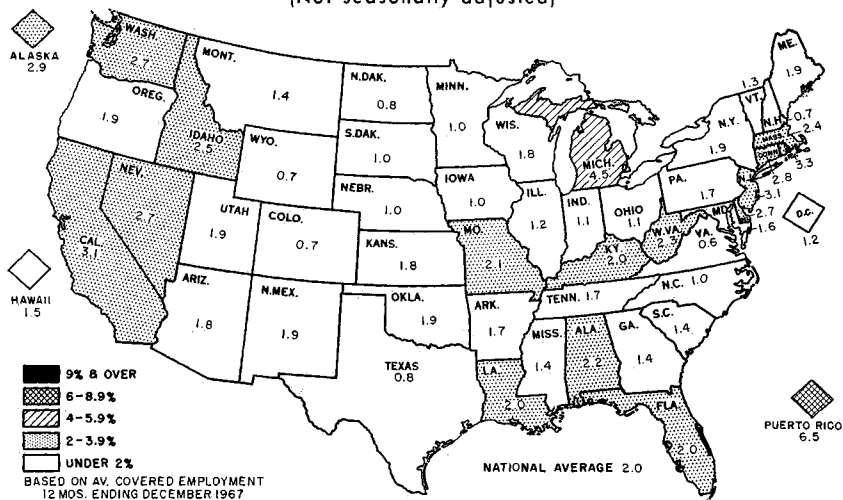 (Not seasonally adjusted)
ALASKA
2.9
WASH.
2.7
MONT.
1.4
N.DAK.
0.8
MINN.
1.0
ME.
1.9
OREG.
1.9
IDAHO
2.5
WYO.
0.7
S.DAK.
1.0
WIS.
1.8
MICH.
4.5
N.Y.
1.9
1.3
VT.
N.H.
0.7
MASS.
2.4
CONN.
3.3
2.8
NEV.
2.7
UTAH
1.9
COLO.
0.7
NEBR.
1.0
IOWA
1.0
ILL.
1.2
IND.
1.1
OHIO
1.1
PA.
1.7
N.J.
3.1
MD.
2.7
1.6
D.C.
1.2
CAL.
3.1
KANS.
1.8
MO.
2.1
KY.
2.0
W.VA.
2.3
VA.
0.6
HAWAII
1.5
ARIZ.
1.8
N.MEX.
1.9
OKLA.
1.9
ARK.
1.7
TENN. 1.7
N.C. 1.0
S.C.
1.4
TEXAS
0.8
LA.
2.0
MISS.
1.4
ALA.
2.2
GA.
1.4
FLA.
2.0
PUERTO RICO
6.5
9% & OVER
6-8.9%
4-5.9%
2-3.9%
UNDER 2%
BASED ON AV. COVERED EMPLOYMENT
12 MOS. ENDING DECEMBER 1967
NATIONAL AVERAGE 2.0